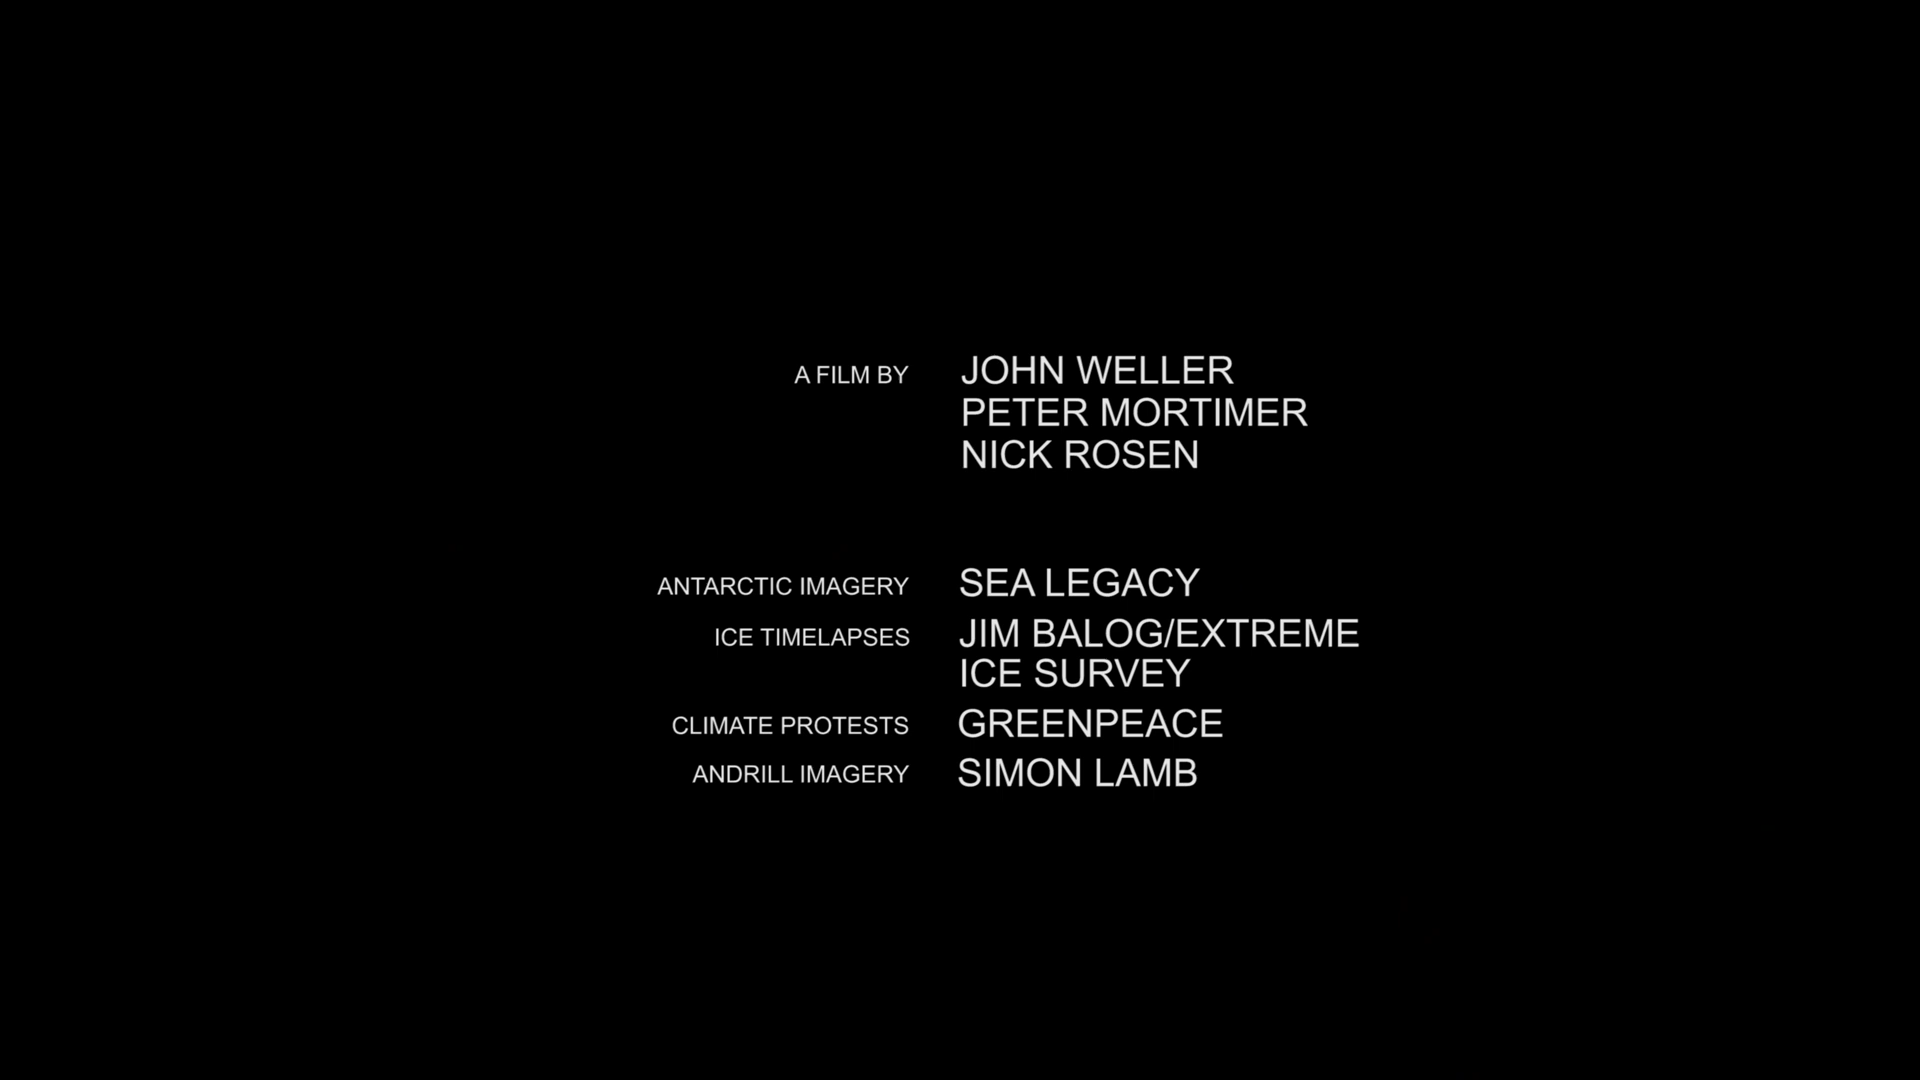 A FILM BY JOHN WELLER
PETER MORTIMER
NICK ROSEN
ANTARCTIC IMAGERY SEA LEGACY
ICE TIMELAPSES JIM BALOG/EXTREME
ICE SURVEY
CLIMATE PROTESTS GREENPEACE
ANDRILL IMAGERY SIMON LAMB